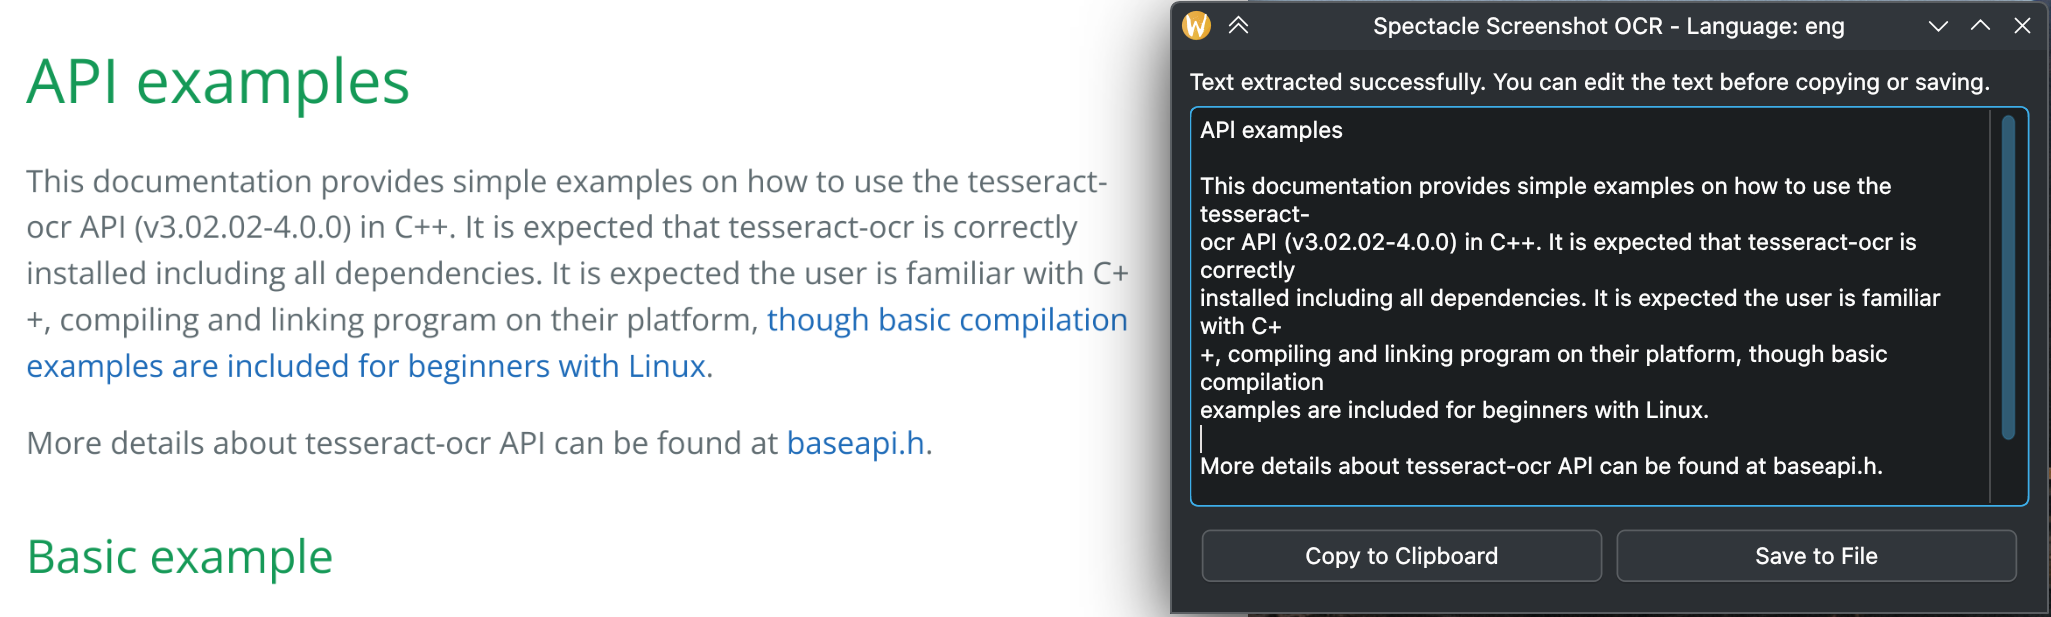 API examples
This documentation provides simple examples on how to use the tesseract-
ocr API (v3.02.02-4.0.0) in C++. It is expected that tesseract-ocr is correctly
installed including all dependencies. It is expected the user is familiar with C+
+, compiling and linking program on their platform, though basic compilation
examples are included for beginners with Linux.
More details about tesseract-ocr API can be found at baseapi.h.
Basic example
Spectacle Screenshot OCR - Language: eng
Text extracted successfully. You can edit the text before copying or saving.
API examples
This documentation provides simple examples on how to use the
tesseract-
ocr API (v3.02.02-4.0.0) in C++. It is expected that tesseract-ocr is
correctly
installed including all dependencies. It is expected the user is familiar
with C+
+, compiling and linking program on their platform, though basic
compilation
examples are included for beginners with Linux.
More details about tesseract-ocr API can be found at baseapi.h.
Copy to Clipboard
Save to File